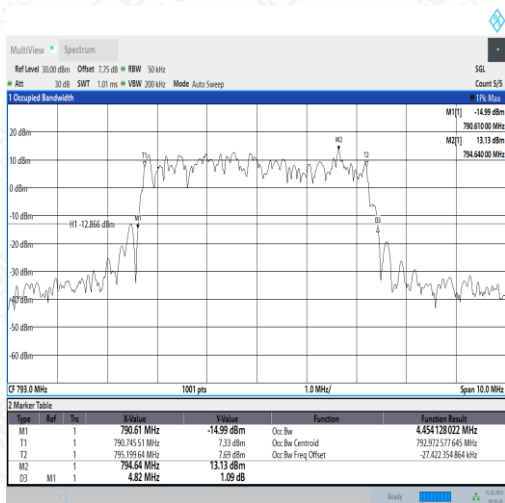 MultiView Spectrum
Ref Level 30.00 dBm Offset 7.75 dB RBW 50 kHz SGL
Att 30 dB SWT 1.01 ms VBW 200 kHz Mode Auto Sweep Count 5/5
1 Occupied Bandwidth 1Pk Max
M1[1] -14.99 dBm
790.610 00 MHz
M2[1] 13.13 dBm
794.640 00 MHz
20 dBm
M2
T1 T2
10 dBm
0 dBm
-10 dBm
M1 D3
H1 -12.866 dBm
-20 dBm
-30 dBm
-40 dBm
-50 dBm
-60 dBm
CF 793.0 MHz 1001 pts 1.0 MHz/ Span 10.0 MHz
2 Marker Table
Type Ref Trc X-Value Y-Value Function Function Result
M1 1 790.61 MHz -14.99 dBm Occ Bw 4.454 128 022 MHz
T1 1 790.745 51 MHz 7.33 dBm Occ Bw Centroid 792.972 577 645 MHz
T2 1 795.199 64 MHz 7.69 dBm Occ Bw Freq Offset -27.422 354 864 kHz
M2 1 794.64 MHz 13.13 dBm
D3 M1 1 4.82 MHz 1.09 dB
Ready